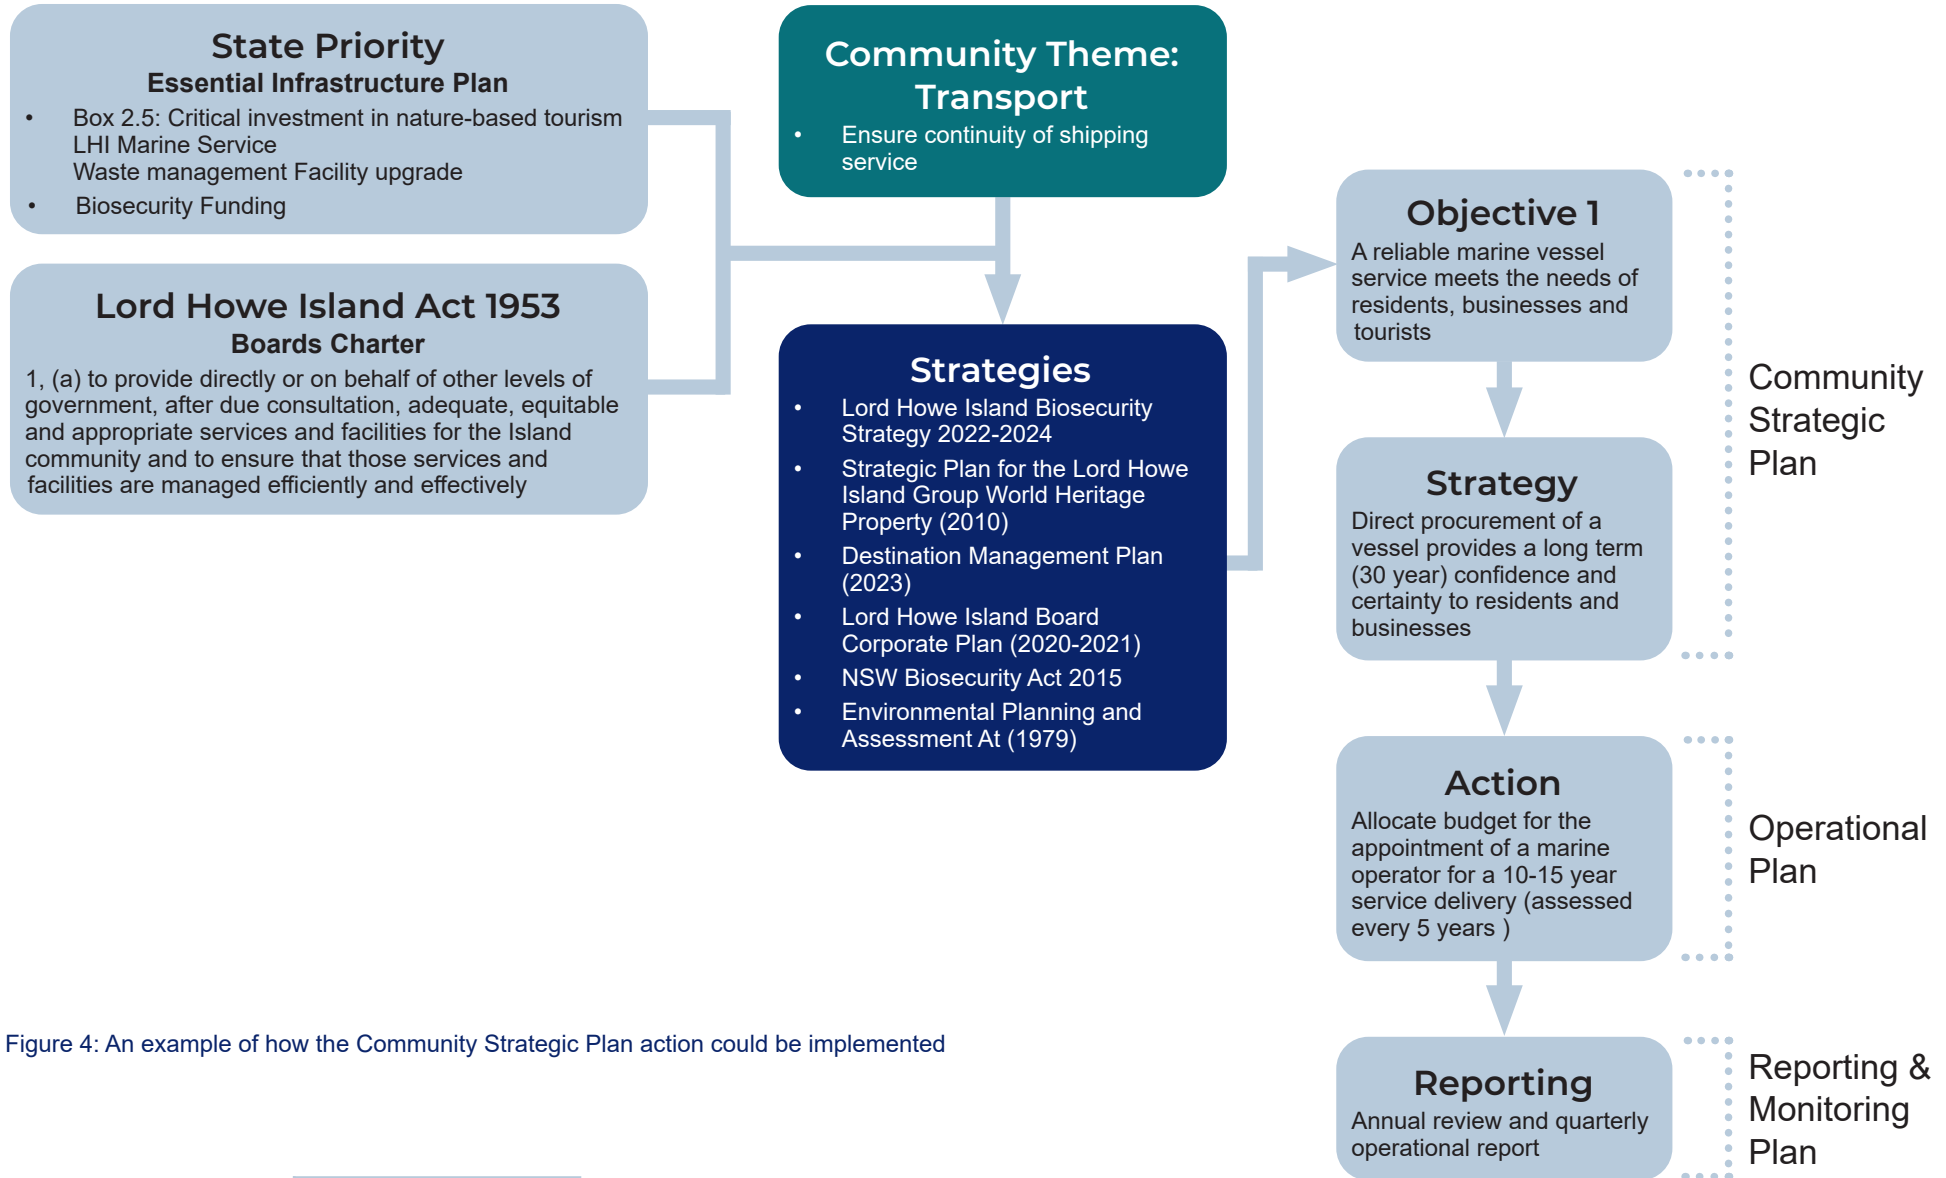 State Priority
Essential Infrastructure Plan
• Box 2.5: Critical investment in nature-based tourism
LHI Marine Service
Waste management Facility upgrade
• Biosecurity Funding
Lord Howe Island Act 1953
Boards Charter
1, (a) to provide directly or on behalf of other levels of
government, after due consultation, adequate, equitable
and appropriate services and facilities for the Island
community and to ensure that those services and
facilities are managed efficiently and effectively
Community Theme:
Transport
• Ensure continuity of shipping
service
Strategies
• Lord Howe Island Biosecurity
Strategy 2022-2024
• Strategic Plan for the Lord Howe
Island Group World Heritage
Property (2010)
• Destination Management Plan
(2023)
• Lord Howe Island Board
Corporate Plan (2020-2021)
• NSW Biosecurity Act 2015
• Environmental Planning and
Assessment At (1979)
Objective 1
A reliable marine vessel
service meets the needs of
residents, businesses and
tourists
Strategy
Direct procurement of a
vessel provides a long term
(30 year) confidence and
certainty to residents and
businesses
Community
Strategic
Plan
Action
Allocate budget for the
appointment of a marine
operator for a 10-15 year
service delivery (assessed
every 5 years )
Operational
Plan
Reporting
Annual review and quarterly
operational report
Reporting &
Monitoring
Plan
Figure 4: An example of how the Community Strategic Plan action could be implemented